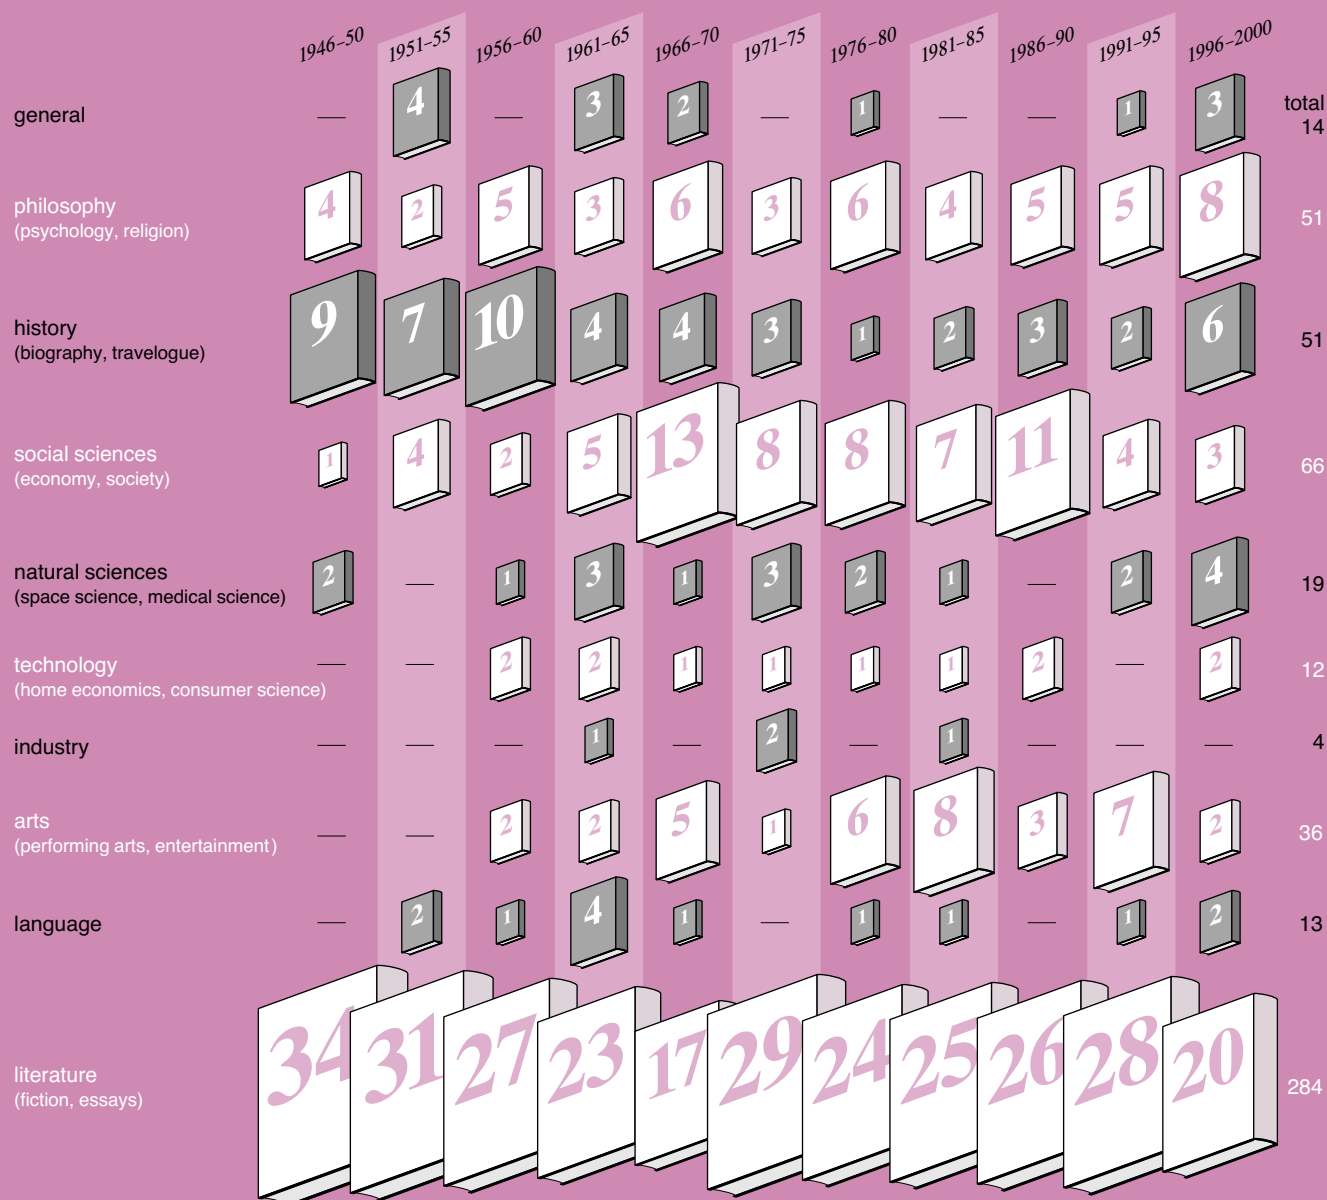 1946–50 1951–55 1956–60 1961–65 1966–70 1971–75 1976–80 1981–85 1986–90 1991–95 1996–2000
total
general — 4 — 3 2 — 1 — — 1 3 14
philosophy
(psychology, religion) 4 2 5 3 6 3 6 4 5 5 8 51
history
(biography, travelogue) 9 7 10 4 4 3 1 2 3 2 6 51
social sciences
(economy, society) 1 4 2 5 13 8 8 7 11 4 3 66
natural sciences
(space science, medical science) 2 — 1 3 1 3 2 1 — 2 4 19
technology
(home economics, consumer science) — — 2 2 1 1 1 1 2 — 2 12
industry — — — 1 — 2 — 1 — — — 4
arts
(performing arts, entertainment) — — 2 2 5 1 6 8 3 7 2 36
language — 2 1 4 1 — 1 1 — 1 2 13
literature
(fiction, essays) 34 31 27 23 17 29 24 25 26 28 20 284